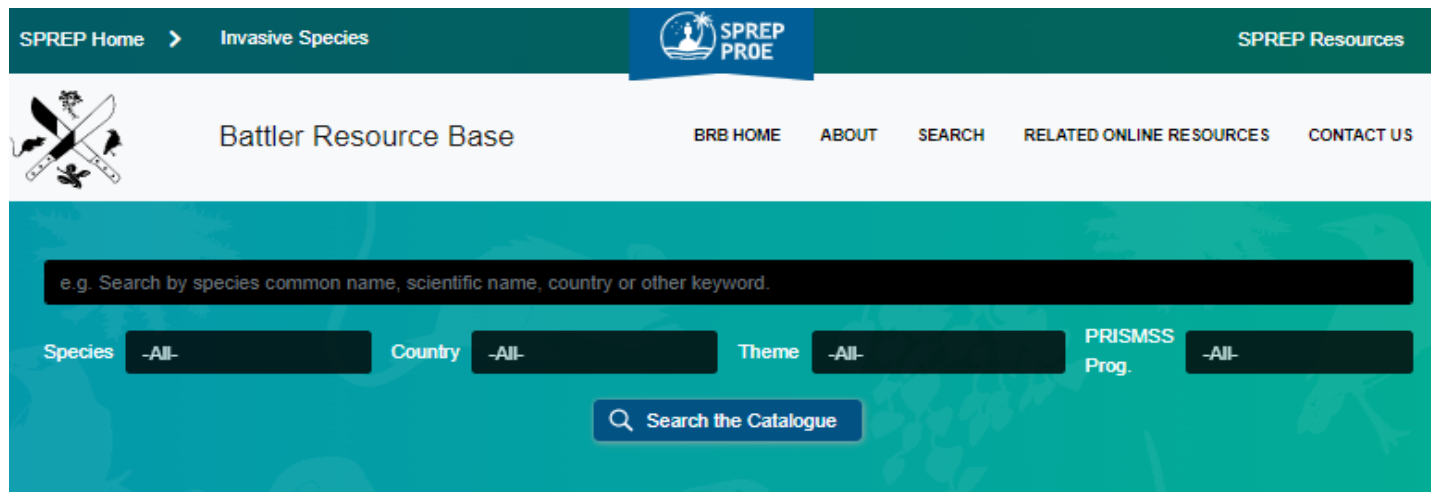 SPREP Home > Invasive Species SPREP PROE SPREP Resources
Battler Resource Base BRB HOME ABOUT SEARCH RELATED ONLINE RESOURCES CONTACT US
e.g. Search by species common name, scientific name, country or other keyword.
Species -All- Country -All- Theme -All- PRISMSS Prog. -All-
Search the Catalogue